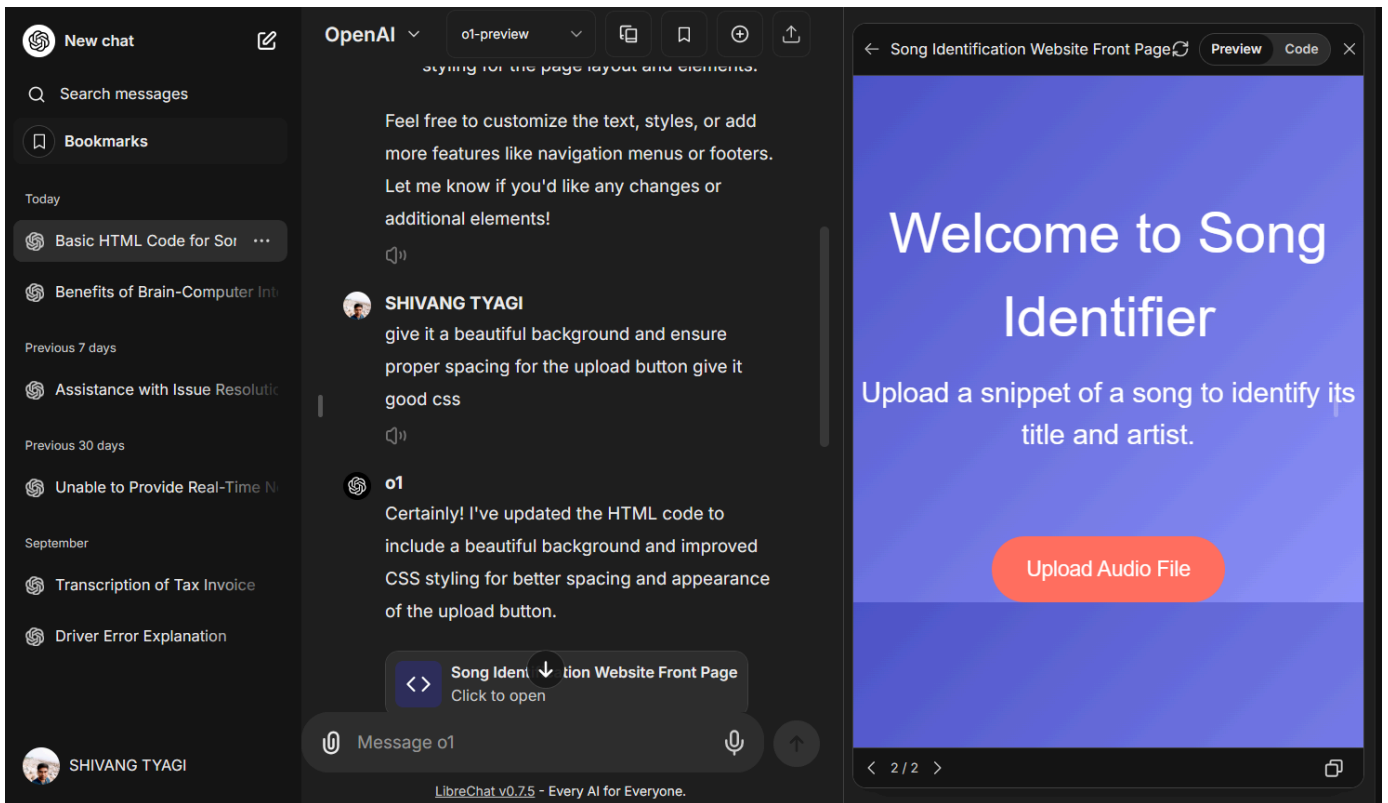 New chat
Search messages
Bookmarks
Today
Basic HTML Code for Sor ...
Benefits of Brain-Computer
Previous 7 days
Assistance with Issue
Previous 30 days
Unable to Provide Real-Time
September
Transcription of Tax Invoice
Driver Error Explanation
SHIVANG TYAGI
OpenAI
o1-preview
styling for the page layout and elements.
Feel free to customize the text, styles, or add
more features like navigation menus or footers.
Let me know if you'd like any changes or
additional elements!
SHIVANG TYAGI
give it a beautiful background and ensure
proper spacing for the upload button give it
good css
o1
Certainly! I've updated the HTML code to
include a beautiful background and improved
CSS styling for better spacing and appearance
of the upload button.
Song Website Front Page
Click to open
Message o1
LibreChat v0.7.5 - Every AI for Everyone.
Song Identification Website Front Page
Preview
Code
Welcome to Song
Identifier
Upload a snippet of a song to identify its
title and artist.
Upload Audio File
2 / 2